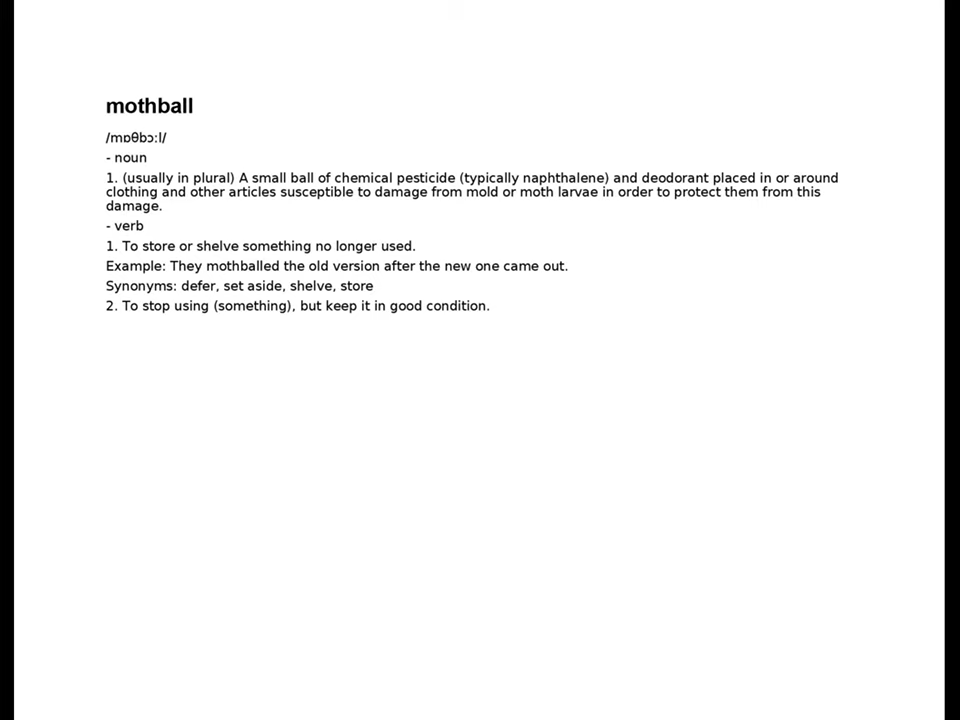 mothball
/mɒθbɔːl/
- noun
1. (usually in plural) A small ball of chemical pesticide (typically naphthalene) and deodorant placed in or around
clothing and other articles susceptible to damage from mold or moth larvae in order to protect them from this
damage.
- verb
1. To store or shelve something no longer used.
Example: They mothballed the old version after the new one came out.
Synonyms: defer, set aside, shelve, store
2. To stop using (something), but keep it in good condition.